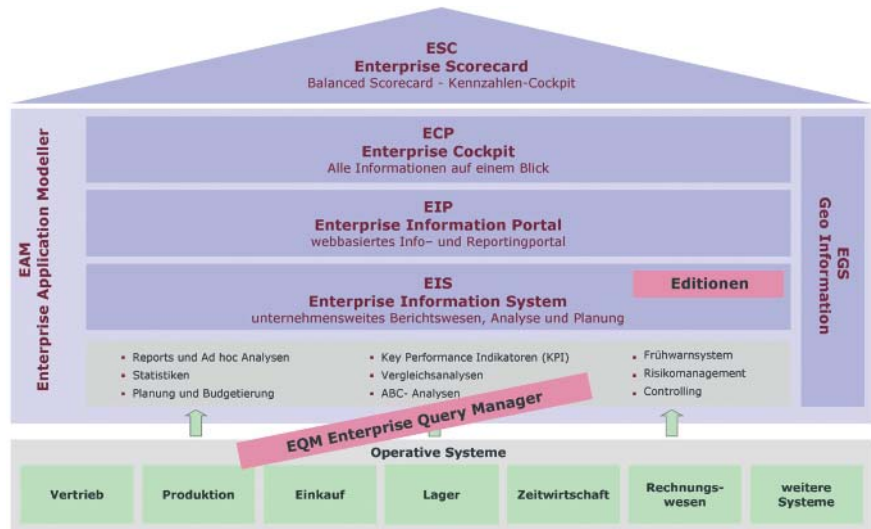 ESC
Enterprise Scorecard
Balanced Scorecard - Kennzahlen-Cockpit
EAM
Enterprise Application Modeller
ECP
Enterprise Cockpit
Alle Informationen auf einem Blick
EIP
Enterprise Information Portal
webbasiertes Info– und Reportingportal
EIS
Enterprise Information System
unternehmensweites Berichtswesen, Analyse und Planung
Editionen
EGS
Geo Information
▪ Reports und Ad hoc Analysen
▪ Statistiken
▪ Planung und Budgetierung
▪ Key Performance Indikatoren (KPI)
▪ Vergleichsanalysen
▪ ABC- Analysen
▪ Frühwarnsystem
▪ Risikomanagement
▪ Controlling
EQM Enterprise Query Manager
Operative Systeme
Vertrieb
Produktion
Einkauf
Lager
Zeitwirtschaft
Rechnungs-
wesen
weitere
Systeme